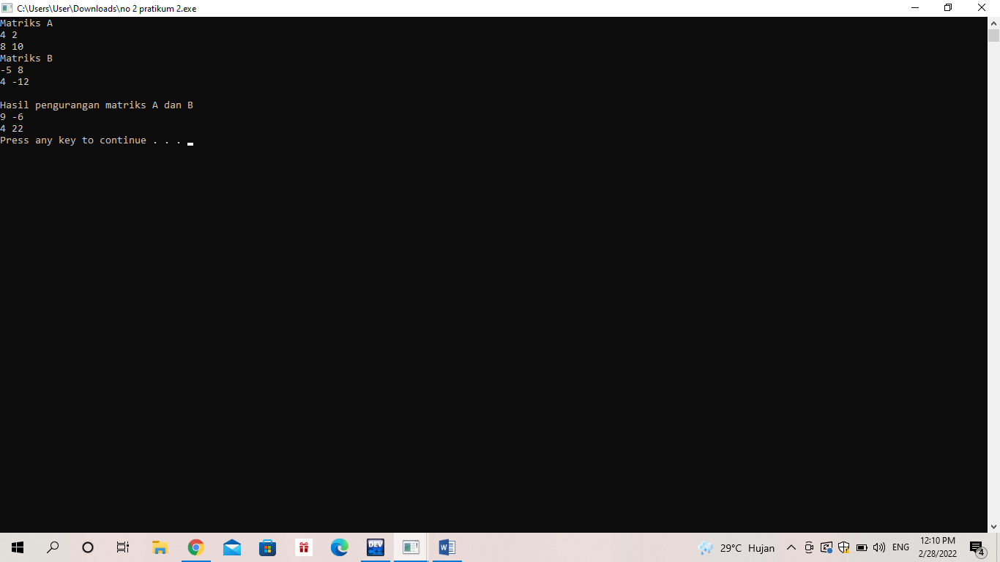 C:\Users\User\Downloads\no 2 pratikum 2.exe
Matriks A
4 2
8 10
Matriks B
-5 8
4 -12
Hasil pengurangan matriks A dan B
9 -6
4 22
Press any key to continue . . .
DEV
W
29°C Hujan
ENG
12:10 PM
2/28/2022
4